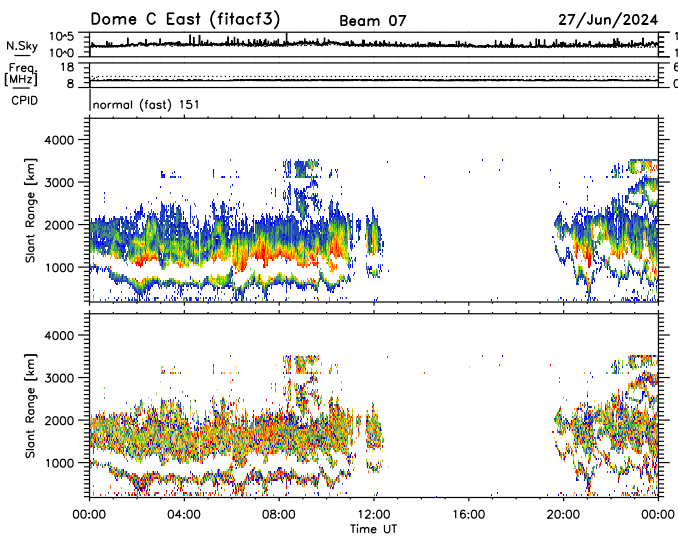 Dome C East (fitacf3) Beam 07 27/Jun/2024
N.Sky 10^5 10^0
Freq. [MHz] 18 8
CPID normal (fast) 151
Slant Range [km] 4000 3000 2000 1000
Slant Range [km] 4000 3000 2000 1000
00:00 04:00 08:00 12:00 16:00 20:00 00:00
Time UT